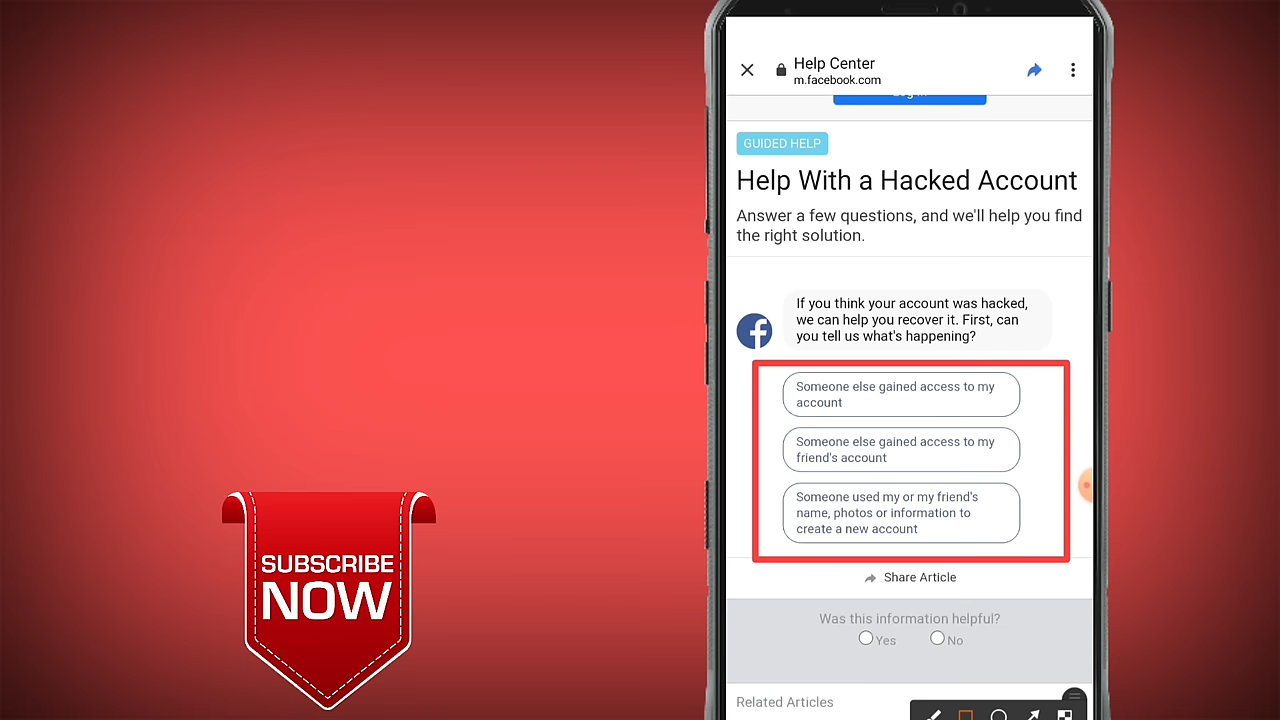 Help Center
m.facebook.com
GUIDED HELP
Help With a Hacked Account
Answer a few questions, and we'll help you find
the right solution.
If you think your account was hacked,
we can help you recover it. First, can
you tell us what's happening?
Someone else gained access to my
account
Someone else gained access to my
friend's account
Someone used my or my friend's
name, photos or information to
create a new account
Share Article
Was this information helpful?
Yes
No
Related Articles
SUBSCRIBE
NOW